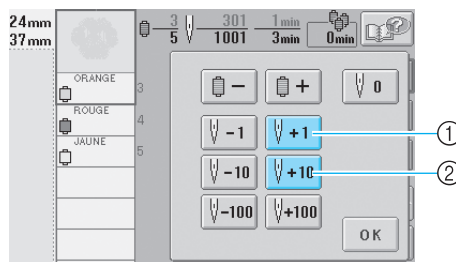 24mm
37mm
3
5
301
1001
1 min
3min
0min
ORANGE
3
ROUGE
4
JAUNE
5
−
+
0
-1
+1
1
-10
+10
2
-100
+100
OK